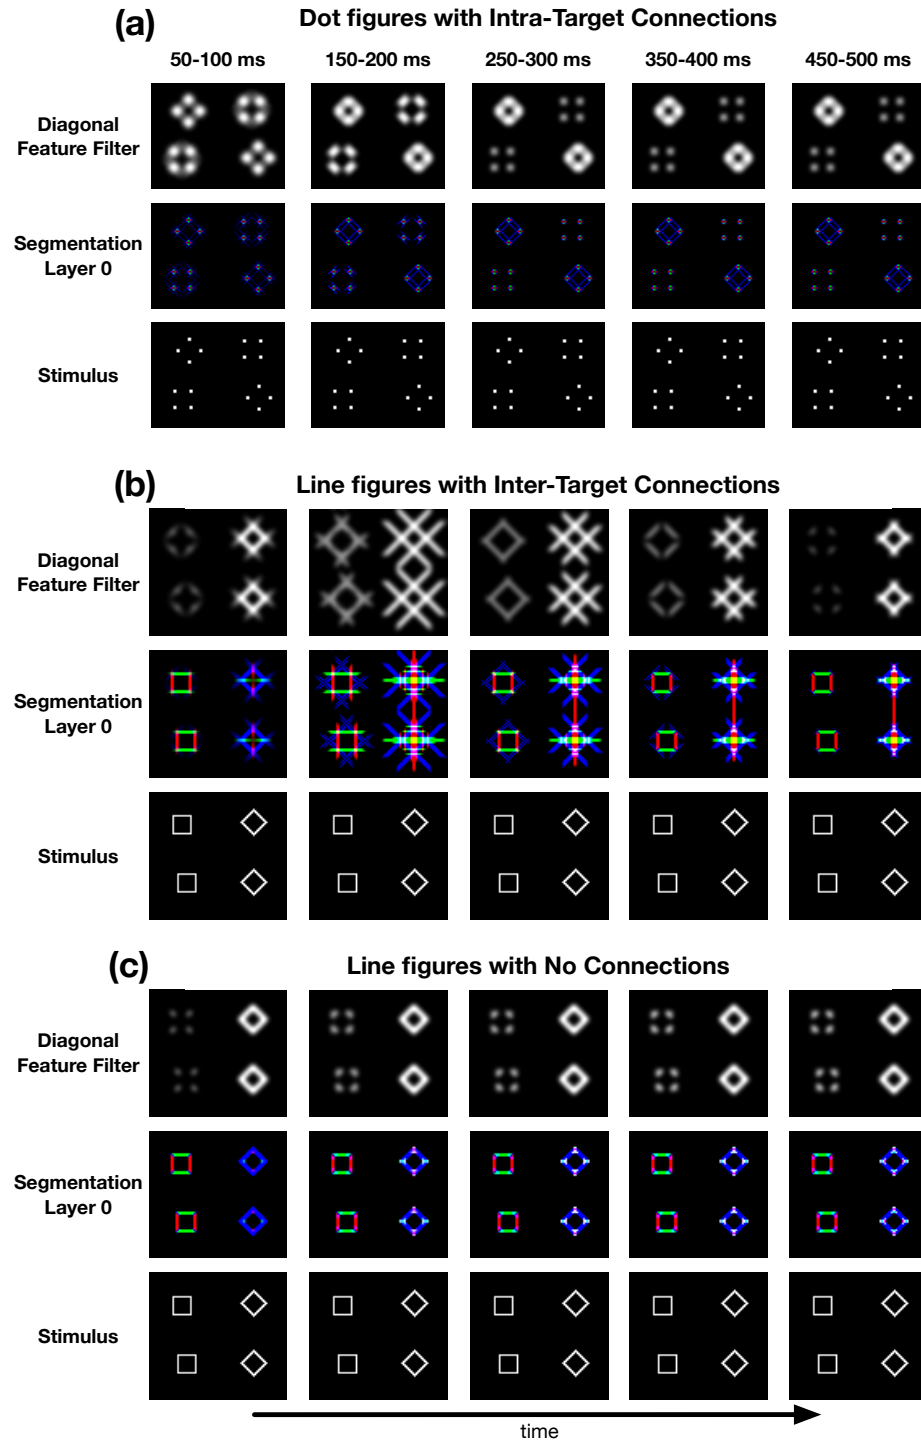 (a) Dot figures with Intra-Target Connections
50-100 ms 150-200 ms 250-300 ms 350-400 ms 450-500 ms
Diagonal
Feature Filter
Segmentation
Layer 0
Stimulus
(b) Line figures with Inter-Target Connections
Diagonal
Feature Filter
Segmentation
Layer 0
Stimulus
(c) Line figures with No Connections
Diagonal
Feature Filter
Segmentation
Layer 0
Stimulus
time